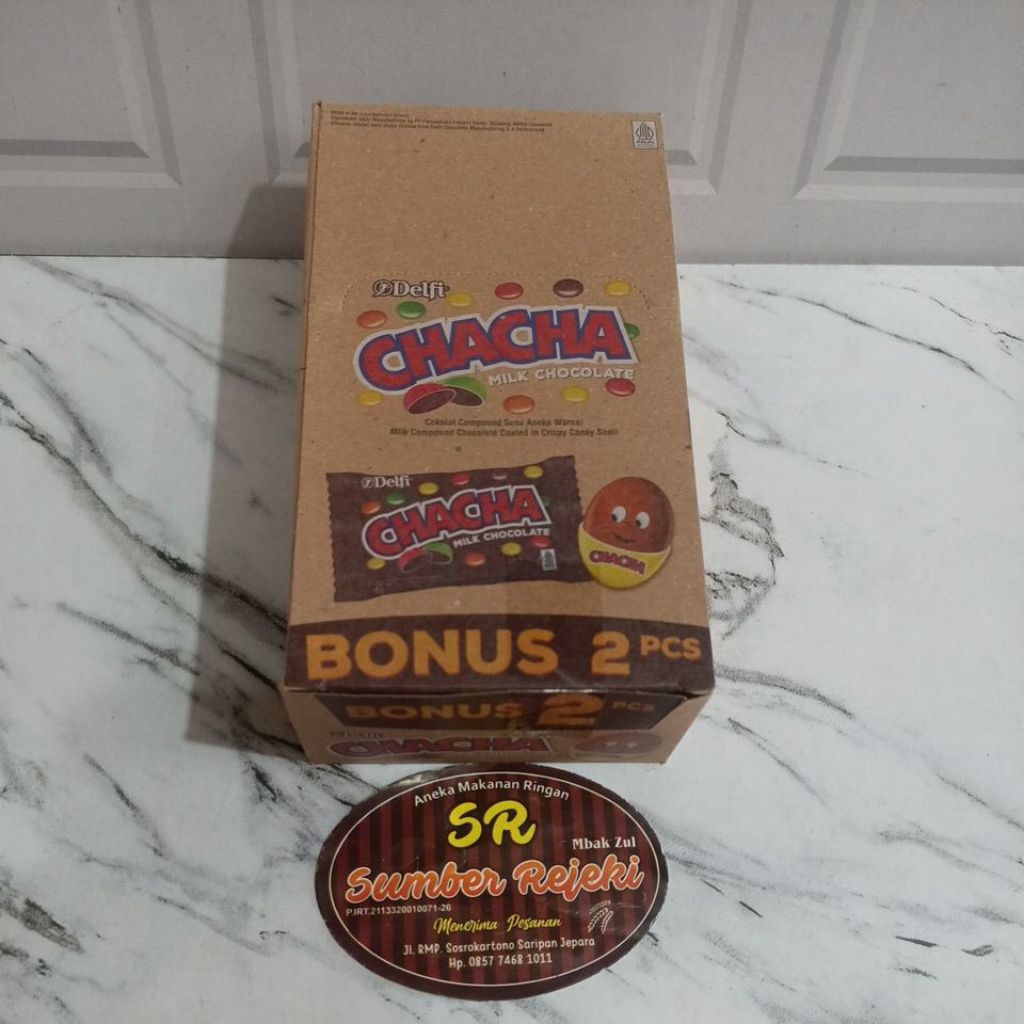 HALAL
Delfi
CHACHA
MILK CHOCOLATE
Cokelat Compound Susu Aneka Warna/
Milk Compound Chocolate Coated in Crispy Candy Shell
Delfi
CHACHA
MILK CHOCOLATE
CHACHA
BONUS 2 PCS
BONUS 2 PCS
CHACHA
Aneka Makanan Ringan
SR
Mbak Zul
Sumber Rejeki
P.IRT.2113320010071-26
Menerima Pesanan
Jl. RMP. Sosrokartono Saripan Jepara
Hp. 0857 7468 1011